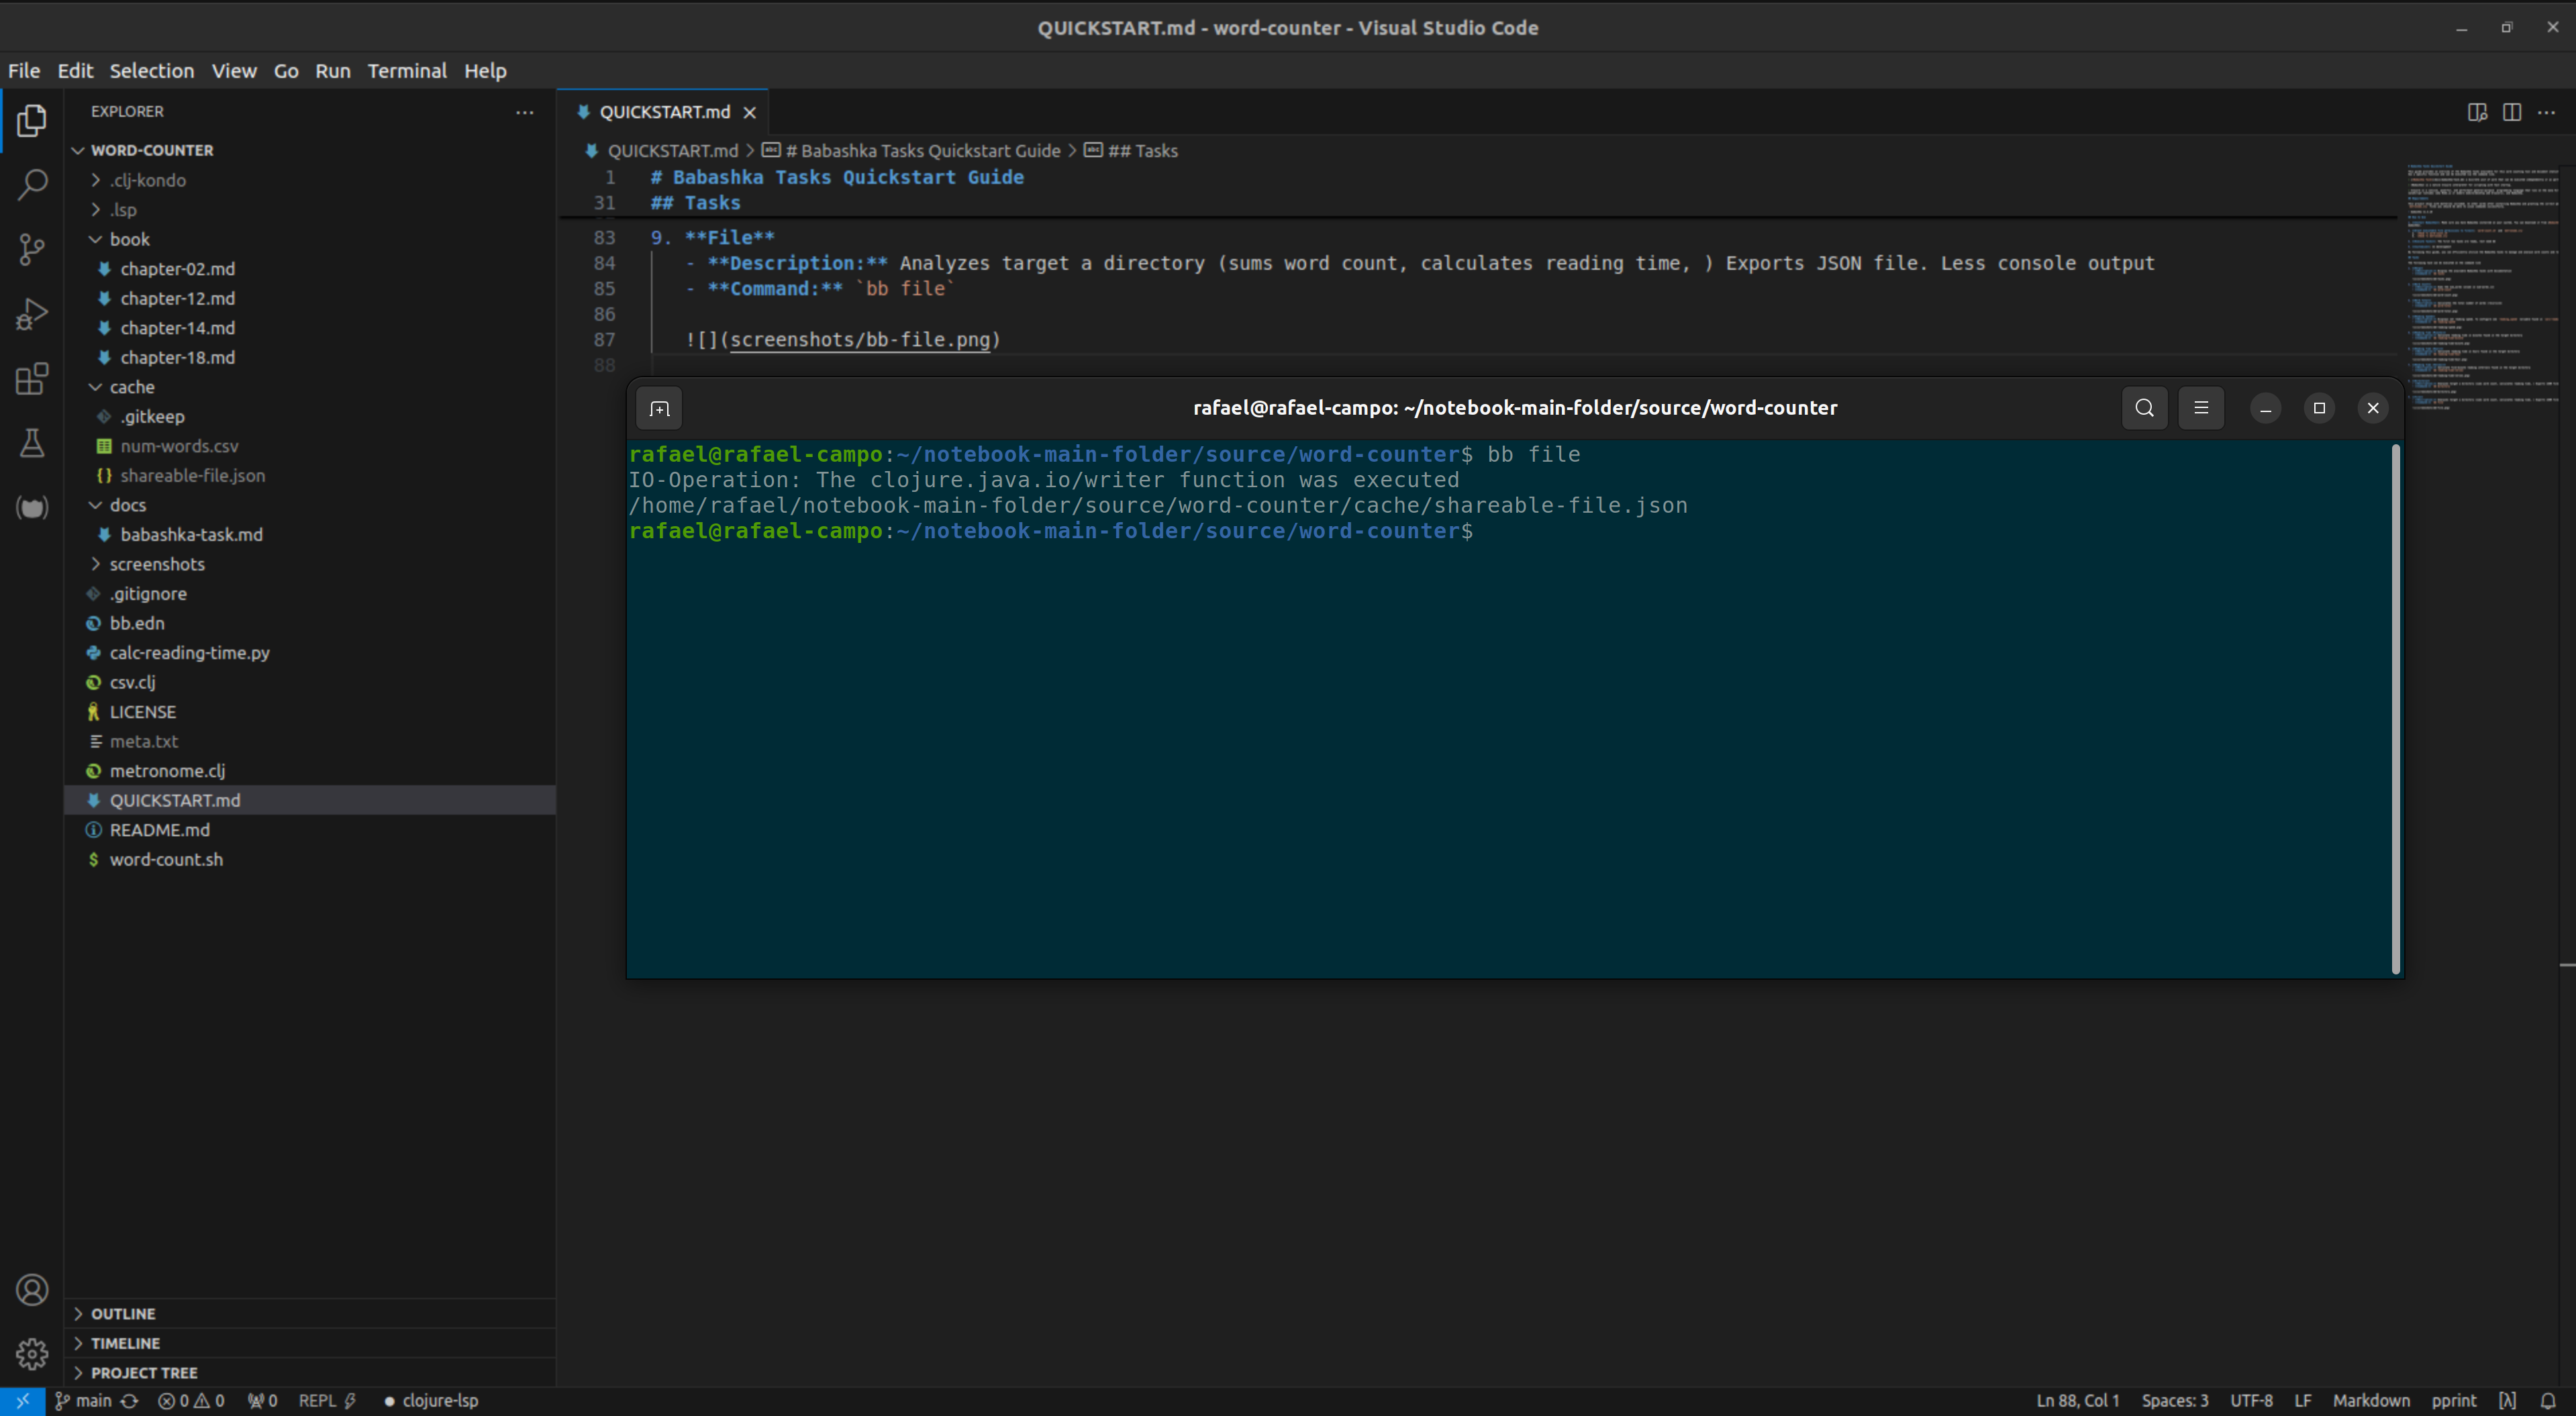 QUICKSTART.md - word-counter - Visual Studio Code
File Edit Selection View Go Run Terminal Help
EXPLORER
WORD-COUNTER
.clj-kondo
.lsp
book
chapter-02.md
chapter-12.md
chapter-14.md
chapter-18.md
cache
.gitkeep
num-words.csv
shareable-file.json
docs
babashka-task.md
screenshots
.gitignore
bb.edn
calc-reading-time.py
csv.clj
LICENSE
meta.txt
metronome.clj
QUICKSTART.md
README.md
word-count.sh
OUTLINE
TIMELINE
PROJECT TREE
QUICKSTART.md
QUICKSTART.md > # Babashka Tasks Quickstart Guide > ## Tasks
1 # Babashka Tasks Quickstart Guide
31 ## Tasks
83 9. **File**
84 - **Description:** Analyzes target a directory (sums word count, calculates reading time, ) Exports JSON file. Less console output
85 - **Command:** `bb file`
86
87 ![](screenshots/bb-file.png)
88
rafael@rafael-campo: ~/notebook-main-folder/source/word-counter
rafael@rafael-campo:~/notebook-main-folder/source/word-counter$ bb file
IO-Operation: The clojure.java.io/writer function was executed
/home/rafael/notebook-main-folder/source/word-counter/cache/shareable-file.json
rafael@rafael-campo:~/notebook-main-folder/source/word-counter$
main 0 0 0 REPL clojure-lsp
Ln 88, Col 1 Spaces: 3 UTF-8 LF Markdown pprint [λ]